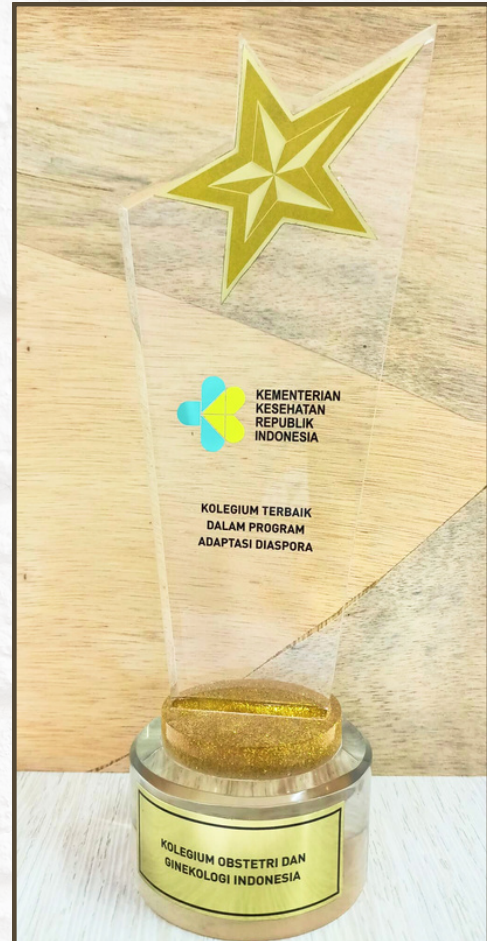 KEMENTERIAN
KESEHATAN
REPUBLIK
INDONESIA
KOLEGIUM TERBAIK
DALAM PROGRAM
ADAPTASI DIASPORA
KOLEGIUM OBSTETRI DAN
GINEKOLOGI INDONESIA